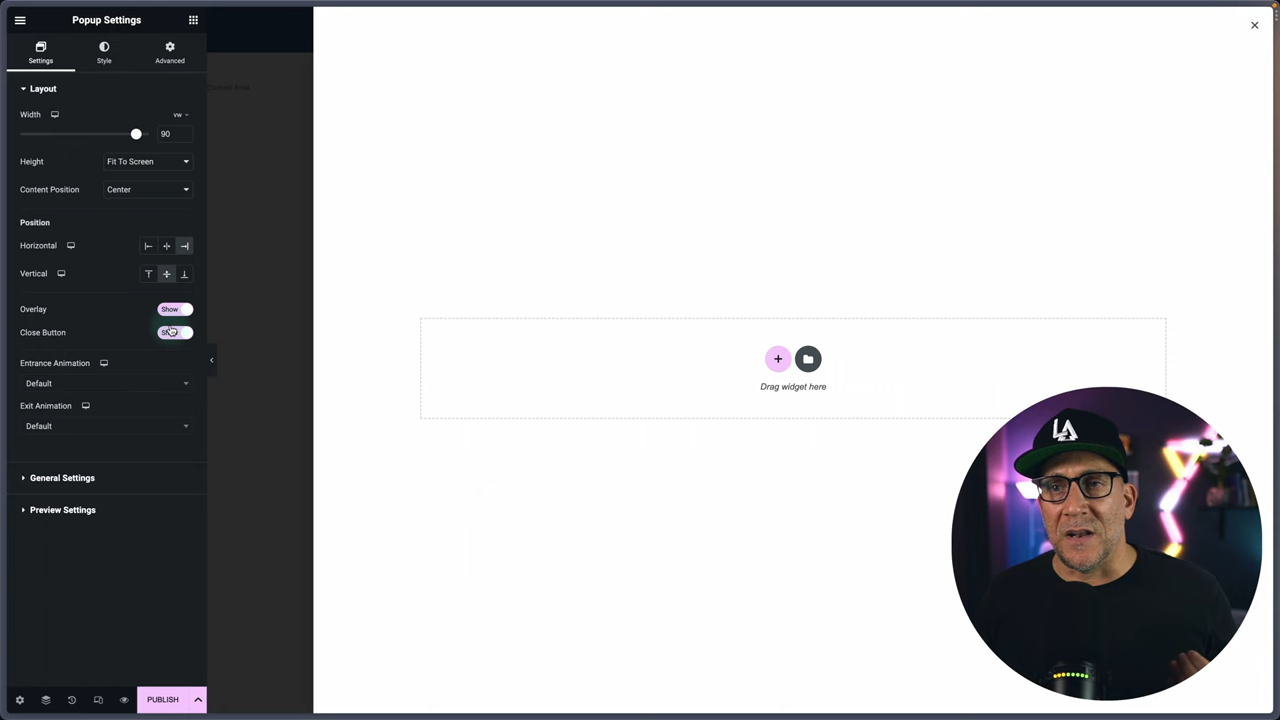 Popup Settings
Settings
Style
Advanced
Layout
Width
vw
90
Height
Fit To Screen
Content Position
Center
Position
Horizontal
Vertical
Overlay
Show
Close Button
Entrance Animation
Default
Exit Animation
Default
General Settings
Preview Settings
PUBLISH
Drag widget here
LA